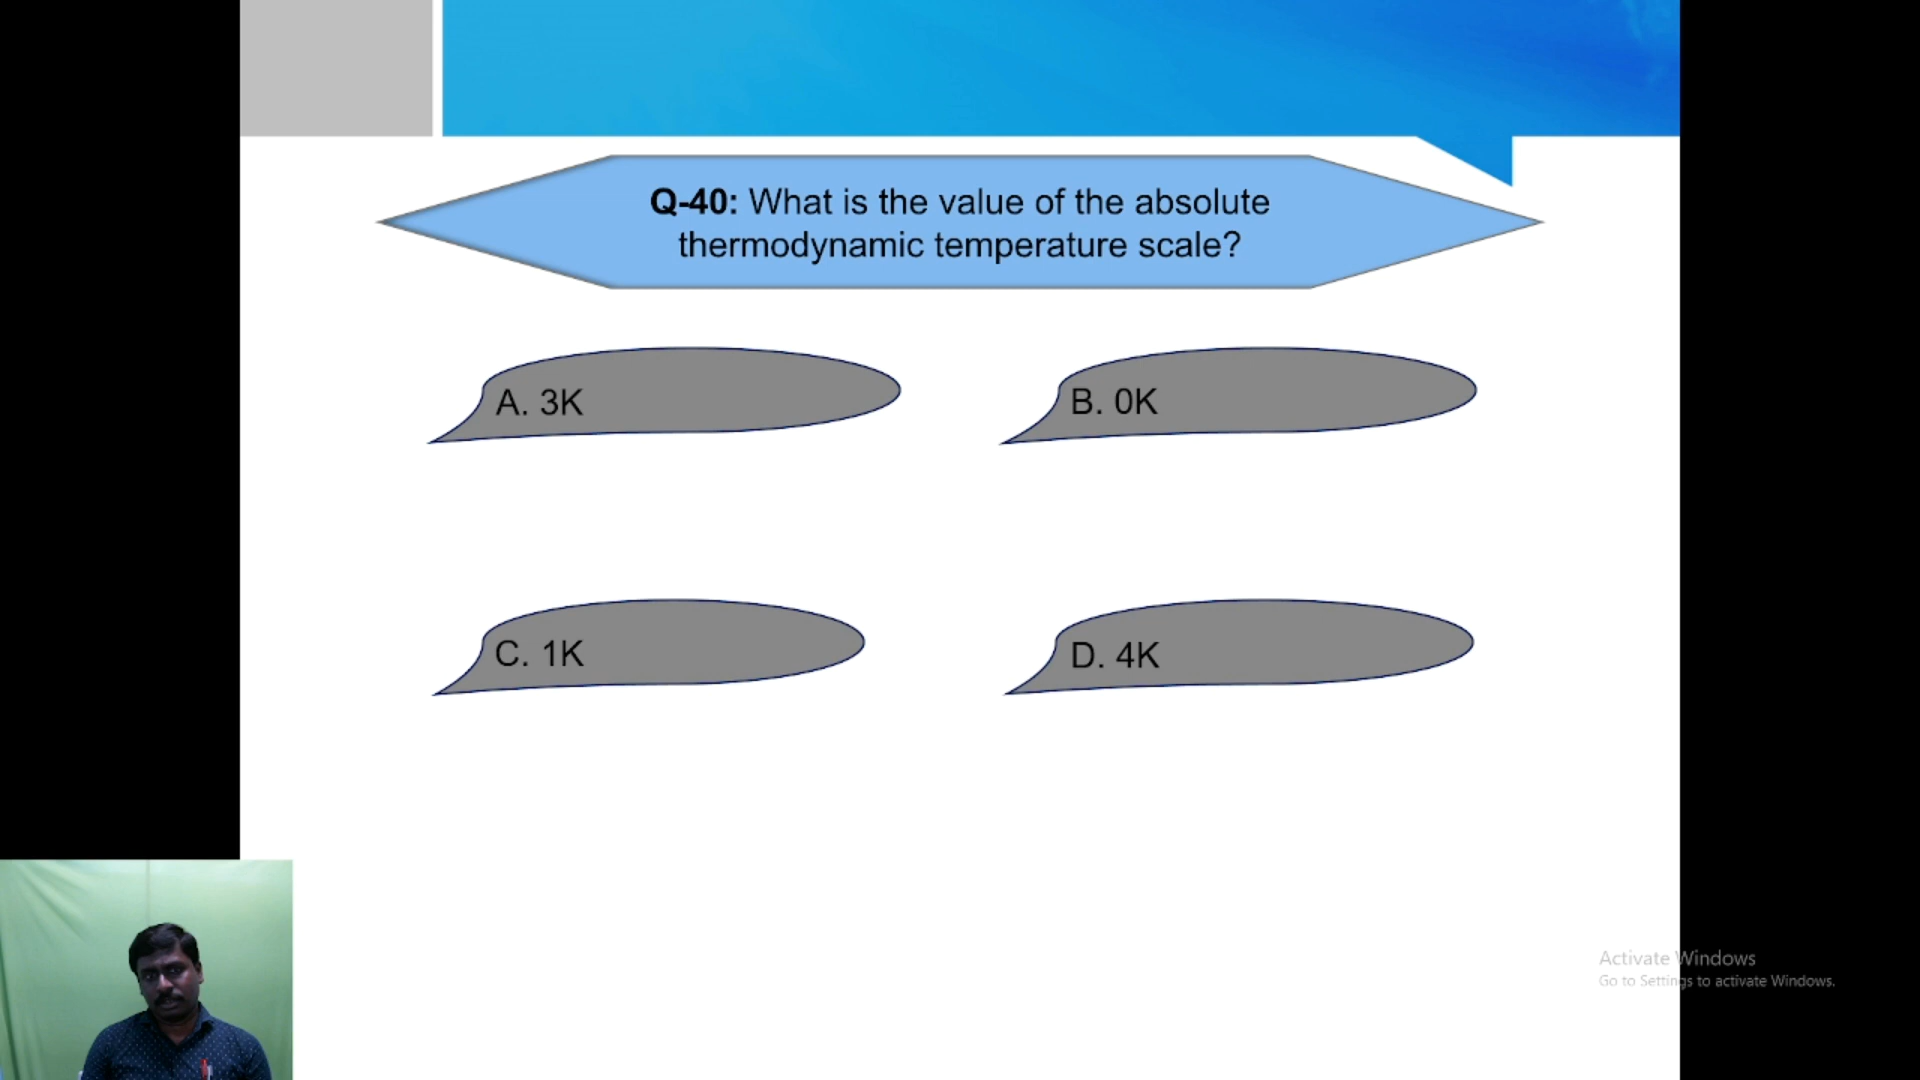 Q-40: What is the value of the absolute
thermodynamic temperature scale?
A. 3K
B. 0K
C. 1K
D. 4K
Activate Windows
Go to Settings to activate Windows.